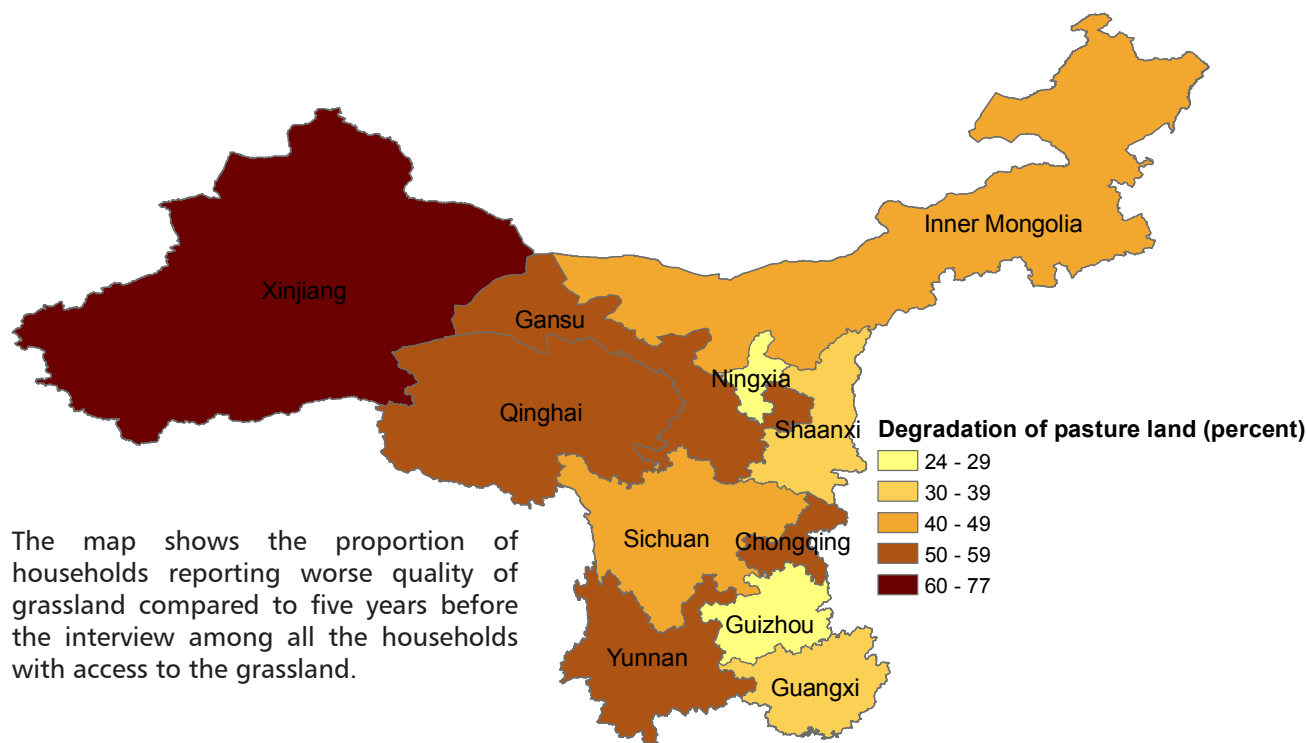 Inner Mongolia
Xinjiang
Gansu
Ningxia
Qinghai
Shaanxi
Degradation of pasture land (percent)
24 - 29
30 - 39
40 - 49
50 - 59
60 - 77
Sichuan
Chongqing
Guizhou
Yunnan
Guangxi
The map shows the proportion of
households reporting worse quality of
grassland compared to five years before
the interview among all the households
with access to the grassland.